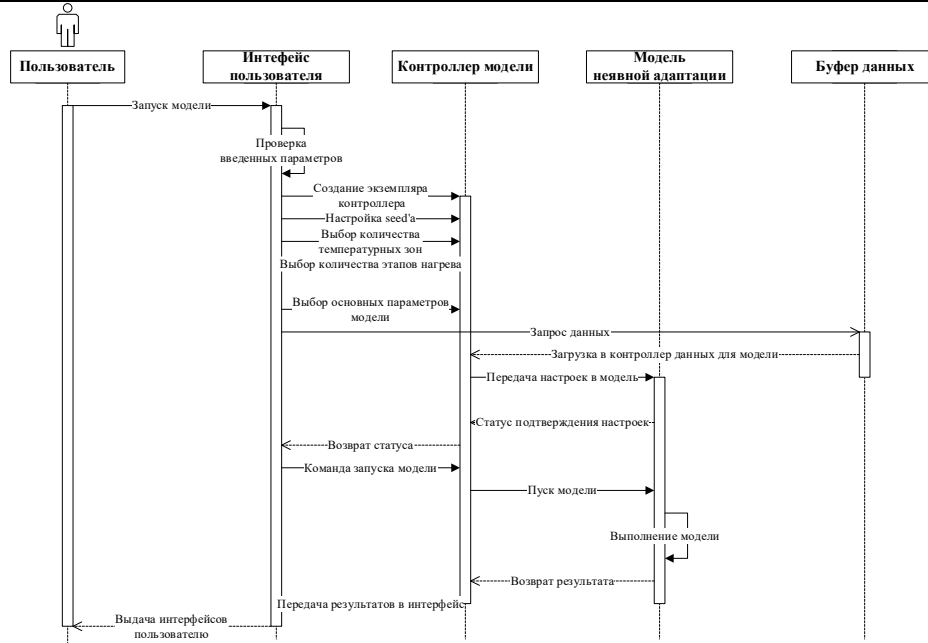 Пользователь
Интефейс
пользователя
Контроллер модели
Модель
неявной адаптации
Буфер данных
Запуск модели
Проверка
введенных параметров
Создание экземпляра
контроллера
Настройка seed'а
Выбор количества
температурных зон
Выбор количества этапов нагрева
Выбор основных параметров
модели
Запрос данных
Загрузка в контроллер данных для модели
Передача настроек в модель
Статус подтверждения настроек
Возврат статуса
Команда запуска модели
Пуск модели
Выполнение модели
Возврат результата
Передача результатов в интерфейс
Выдача интерфейсов
пользователю